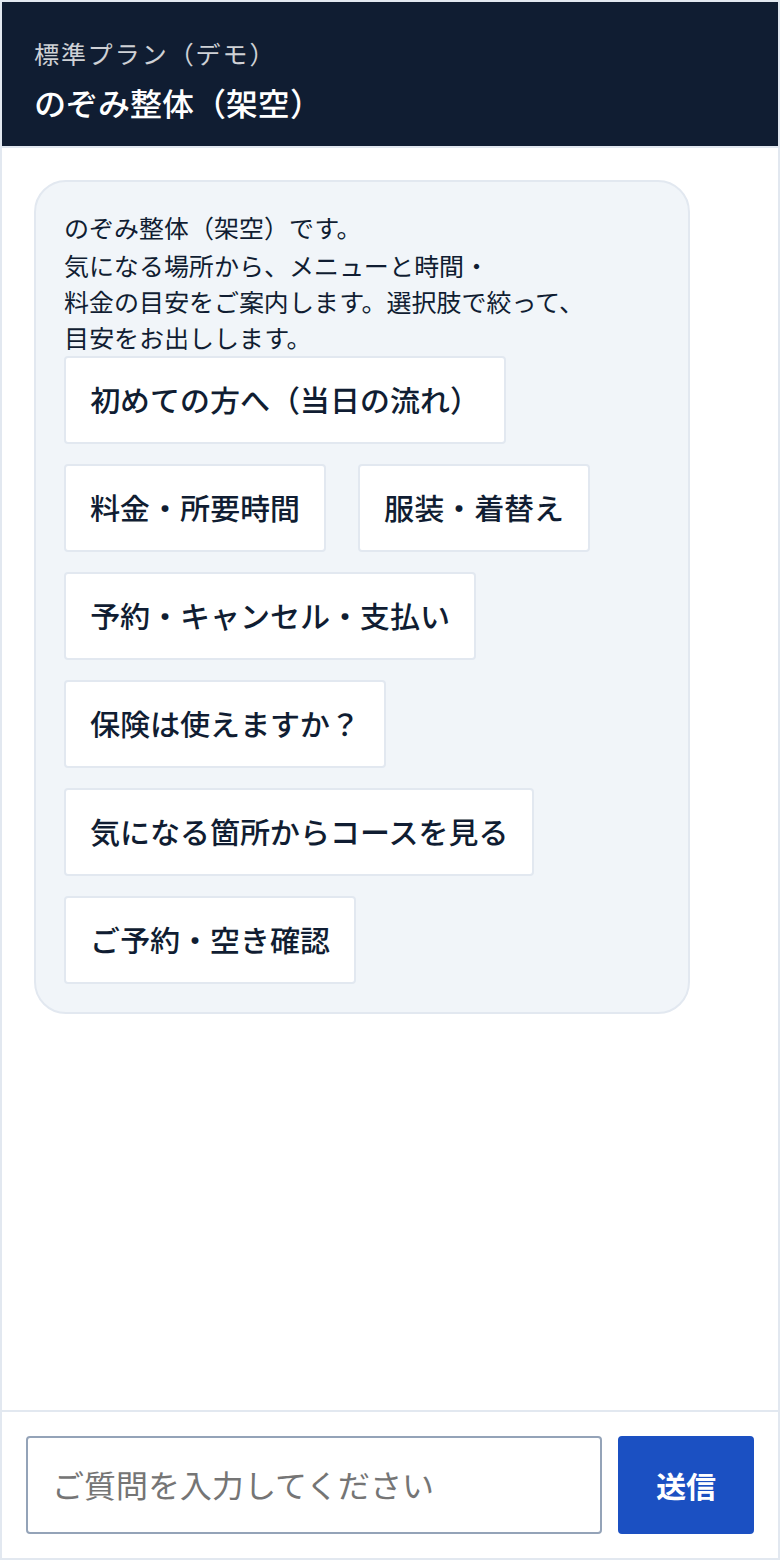 標準プラン（デモ）
のぞみ整体（架空）
のぞみ整体（架空）です。
気になる場所から、メニューと時間・
料金の目安をご案内します。選択肢で絞って、
目安をお出しします。
初めての方へ（当日の流れ）
料金・所要時間
服装・着替え
予約・キャンセル・支払い
保険は使えますか？
気になる箇所からコースを見る
ご予約・空き確認
ご質問を入力してください
送信